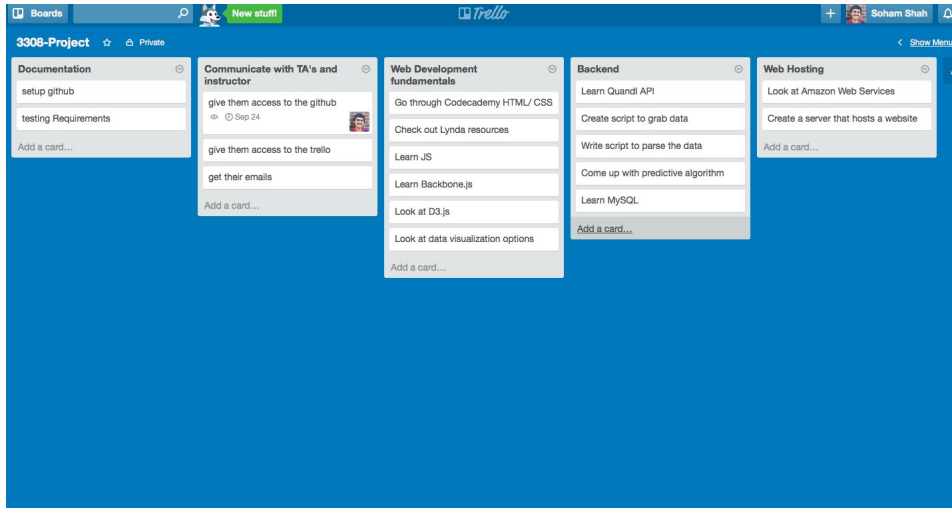 Boards
New stuff!
Trello
Soham Shah
3308-Project
Private
Show Menu
Documentation
setup github
testing Requirements
Add a card...
Communicate with TA's and
instructor
give them access to the github
Sep 24
give them access to the trello
get their emails
Add a card...
Web Development
fundamentals
Go through Codecademy HTML/ CSS
Check out Lynda resources
Learn JS
Learn Backbone.js
Look at D3.js
Look at data visualization options
Add a card...
Backend
Learn Quandl API
Create script to grab data
Write script to parse the data
Come up with predictive algorithm
Learn MySQL
Add a card...
Web Hosting
Look at Amazon Web Services
Create a server that hosts a website
Add a card...